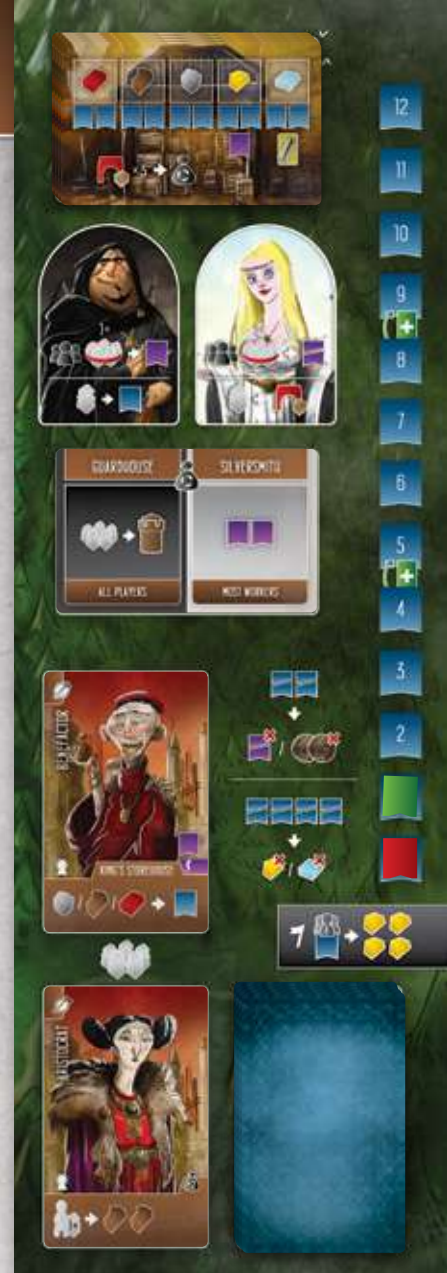 12
11
10
9
8
7
6
5
4
3
2
GUARDHOUSE
SILVERSMITH
ALL PLAYERS
MOST WORKERS
BENEFACTOR
KING'S STOREHOUSE
7
ARISTOCRAT